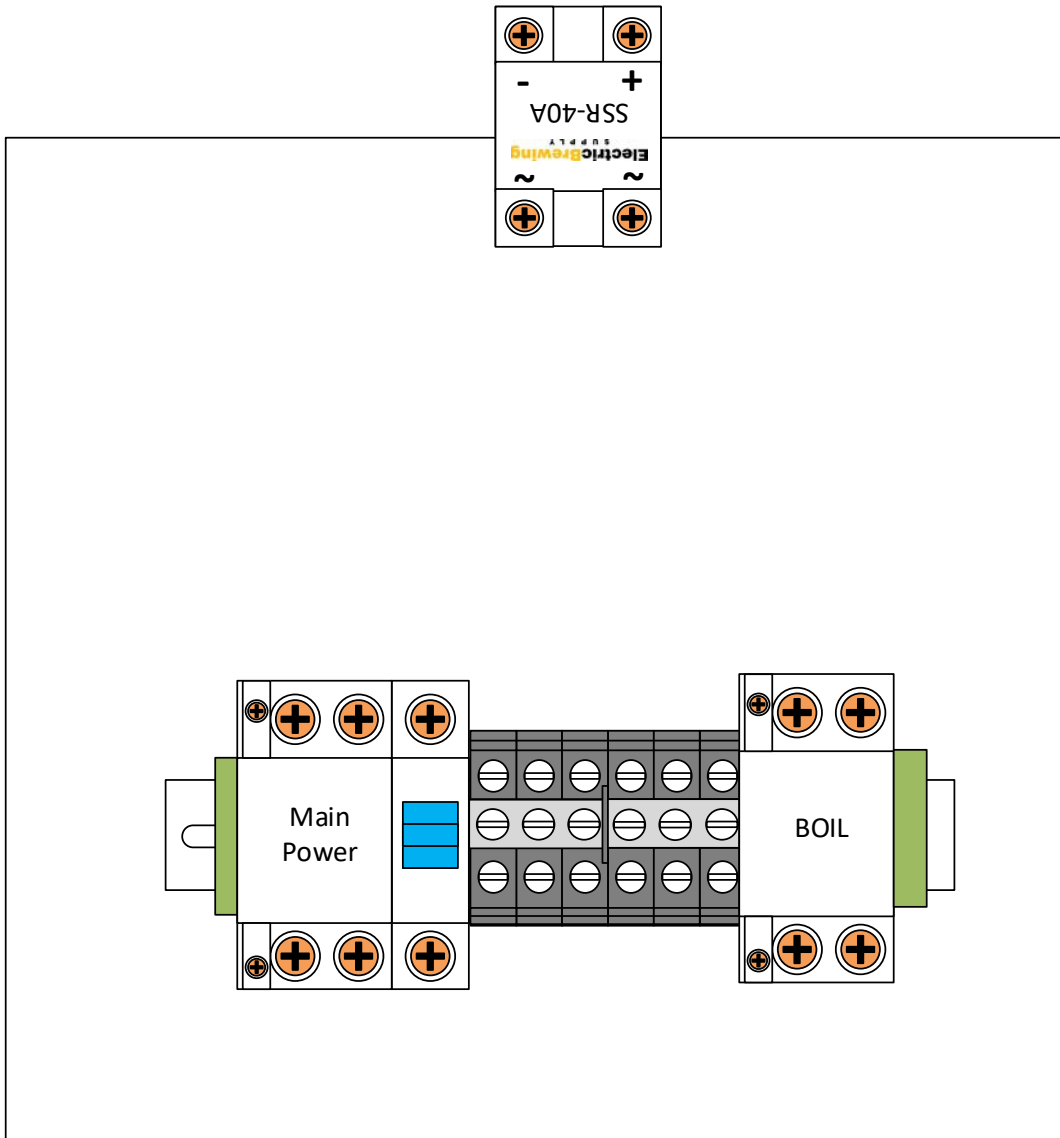 - +
SSR-40A
ElectricBrewing
SUPPLY
~ ~
Main
Power
BOIL